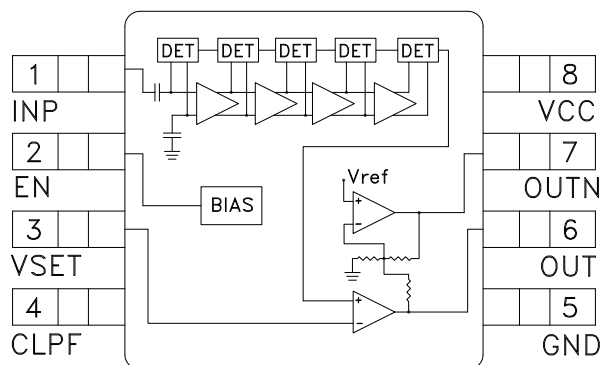 DET DET DET DET DET
1
INP
2
EN
3
VSET
4
CLPF
BIAS
Vref
+
−
+
−
8
VCC
7
OUTN
6
OUT
5
GND